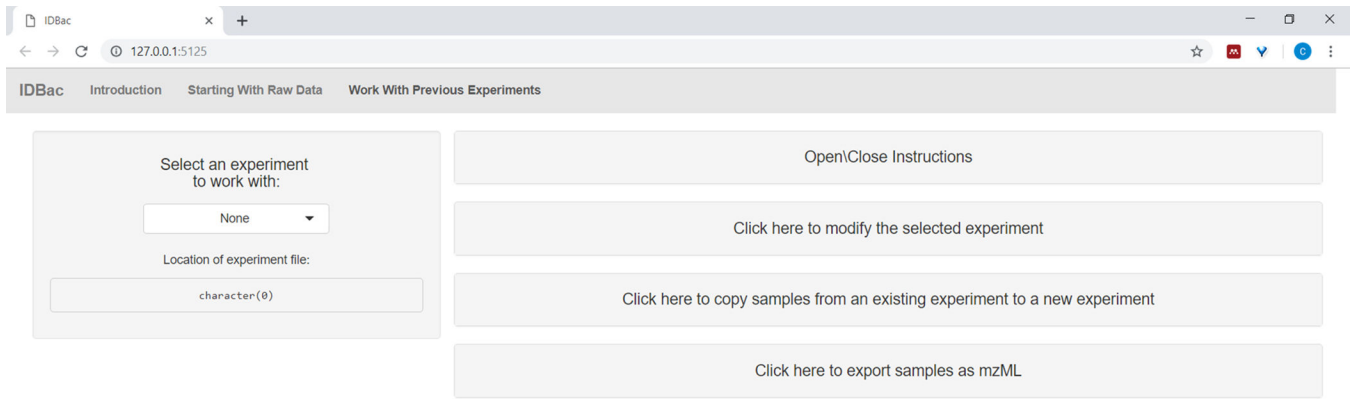 IDBac
127.0.0.1:5125
C
IDBac Introduction Starting With Raw Data Work With Previous Experiments
Select an experiment
to work with:
None
Location of experiment file:
character(0)
Open\Close Instructions
Click here to modify the selected experiment
Click here to copy samples from an existing experiment to a new experiment
Click here to export samples as mzML